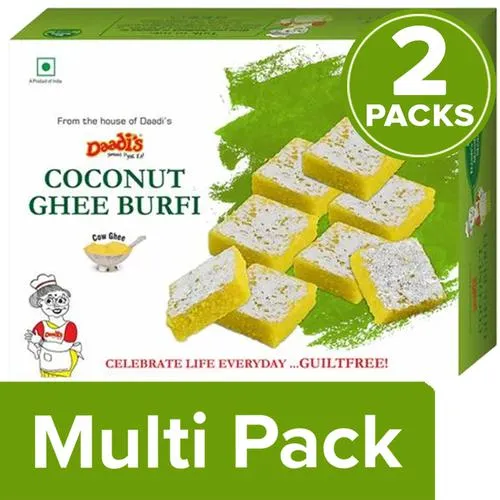 2
PACKS
A Product of India
From the house of Daadi's
Daadi's
COCONUT
GHEE BURFI
Cow Ghee
Daadi's
CELEBRATE LIFE EVERYDAY ...GUILTFREE!
Multi Pack